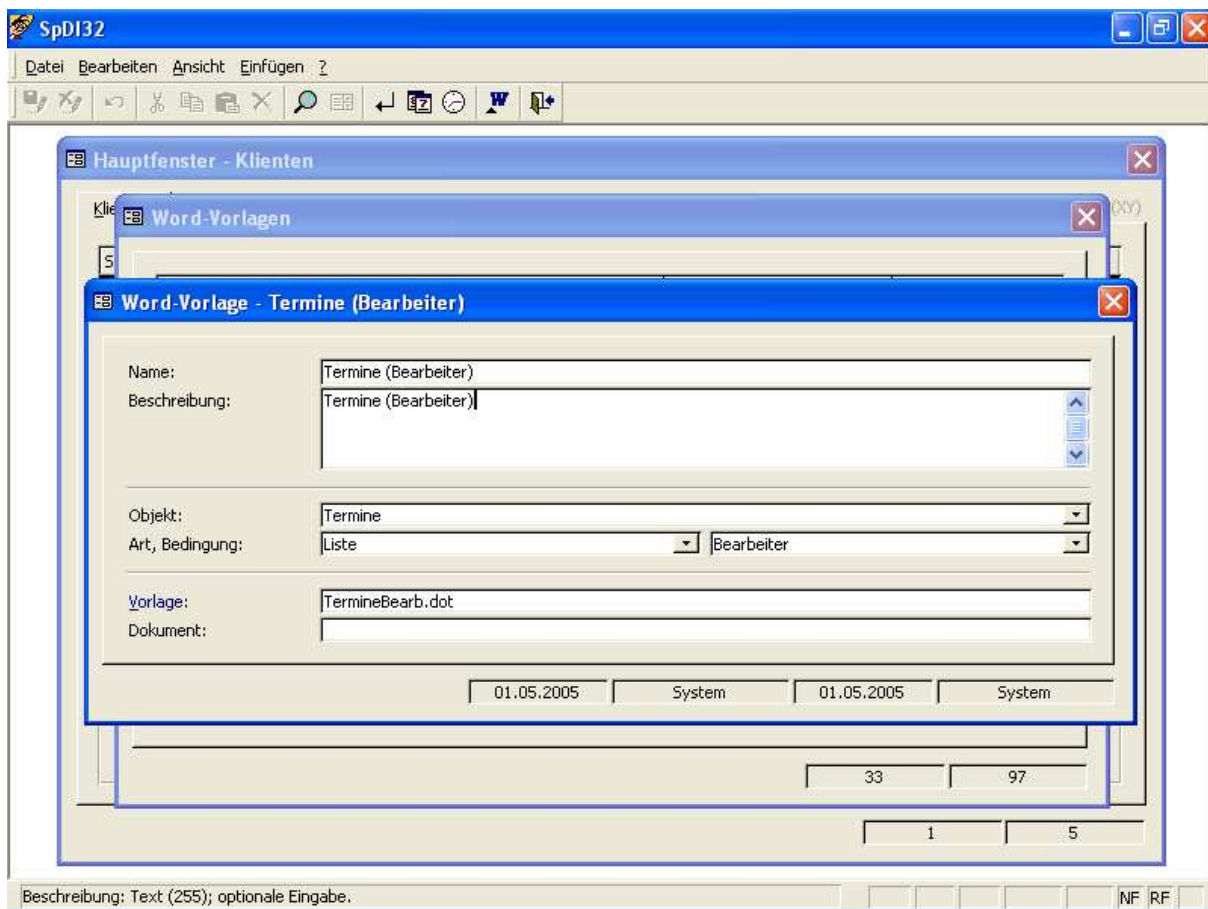 SpDI32
Datei Bearbeiten Ansicht Einfügen ?
Hauptfenster - Klienten
Klie
(XY)
Word-Vorlagen
S
Word-Vorlage - Termine (Bearbeiter)
Name: Termine (Bearbeiter)
Beschreibung: Termine (Bearbeiter)
Objekt: Termine
Art, Bedingung: Liste Bearbeiter
Vorlage: TermineBearb.dot
Dokument:
01.05.2005 System 01.05.2005 System
33 97
1 5
Beschreibung: Text (255); optionale Eingabe. NF RF